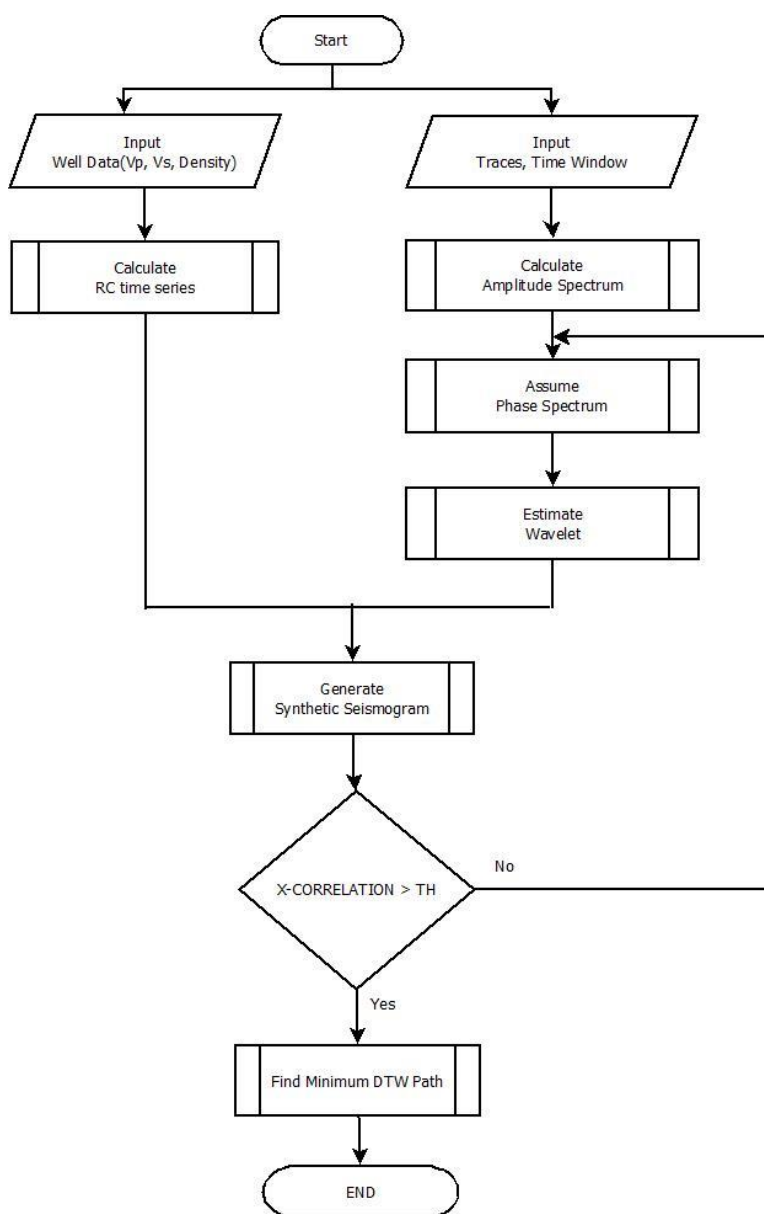 Start
Input
Well Data(Vp, Vs, Density)
Input
Traces, Time Window
Calculate
RC time series
Calculate
Amplitude Spectrum
Assume
Phase Spectrum
Estimate
Wavelet
Generate
Synthetic Seismogram
X-CORRELATION > TH
No
Yes
Find Minimum DTW Path
END